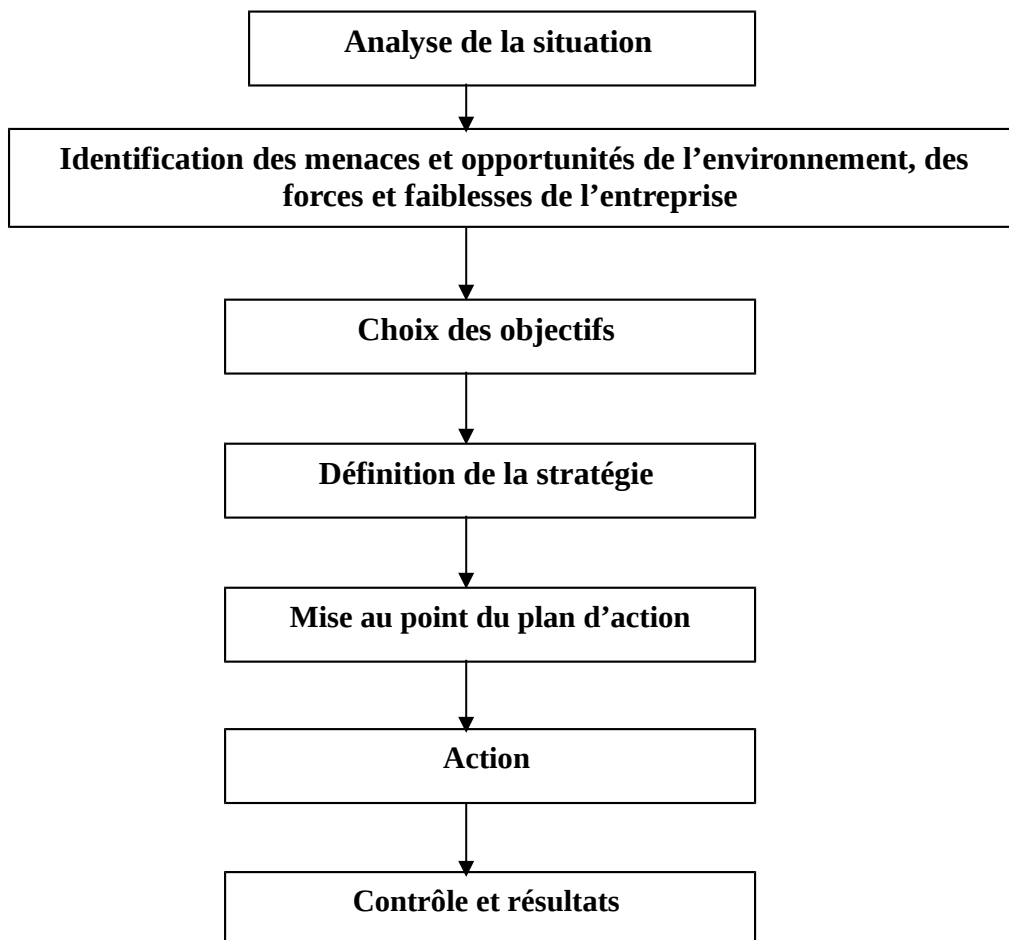 Analyse de la situation
Identification des menaces et opportunités de l’environnement, des
forces et faiblesses de l’entreprise
Choix des objectifs
Définition de la stratégie
Mise au point du plan d’action
Action
Contrôle et résultats